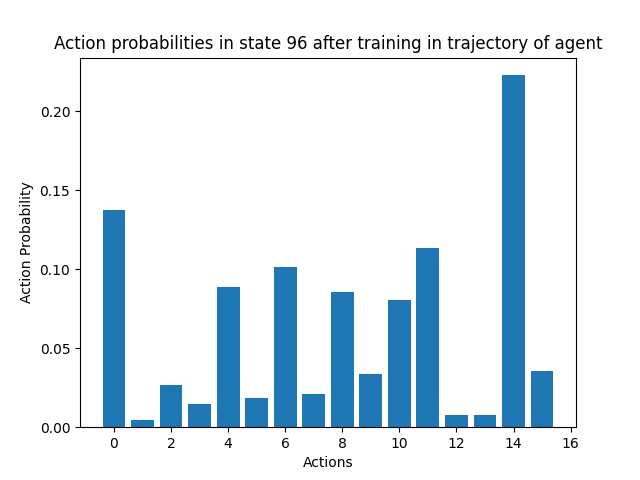 Action probabilities in state 96 after training in trajectory of agent
0.20
0.15
0.10
0.05
0.00
Action Probability
0 2 4 6 8 10 12 14 16
Actions